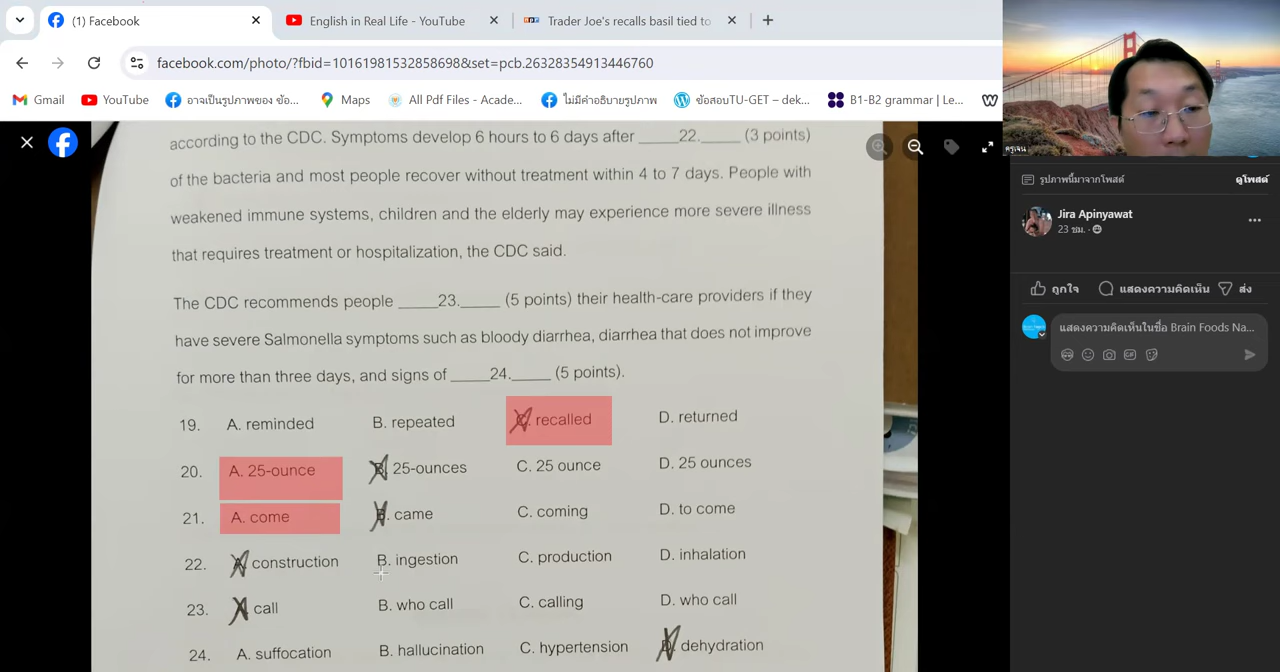 (1) Facebook
English in Real Life - YouTube
Trader Joe's recalls basil tied to
facebook.com/photo/?fbid=10161981532858698&set=pcb.26328354913446760
Gmail
YouTube
อาจเป็นรูปภาพของ ข้อ...
Maps
All Pdf Files - Acade...
ไม่มีคำอธิบายรูปภาพ
ข้อสอบTU-GET – dek...
B1-B2 grammar | Le...
ครูเจน
according to the CDC. Symptoms develop 6 hours to 6 days after _____22._____ (3 points)
of the bacteria and most people recover without treatment within 4 to 7 days. People with
weakened immune systems, children and the elderly may experience more severe illness
that requires treatment or hospitalization, the CDC said.
The CDC recommends people _____23._____ (5 points) their health-care providers if they
have severe Salmonella symptoms such as bloody diarrhea, diarrhea that does not improve
for more than three days, and signs of _____24._____ (5 points).
19. A. reminded B. repeated C. recalled D. returned
20. A. 25-ounce B. 25-ounces C. 25 ounce D. 25 ounces
21. A. come B. came C. coming D. to come
22. A. construction B. ingestion C. production D. inhalation
23. A. call B. who call C. calling D. who call
24. A. suffocation B. hallucination C. hypertension D. dehydration
รูปภาพนี้มาจากโพสต์
ดูโพสต์
Jira Apinyawat
23 ชม.
ถูกใจ
แสดงความคิดเห็น
ส่ง
แสดงความคิดเห็นในชื่อ Brain Foods Na...